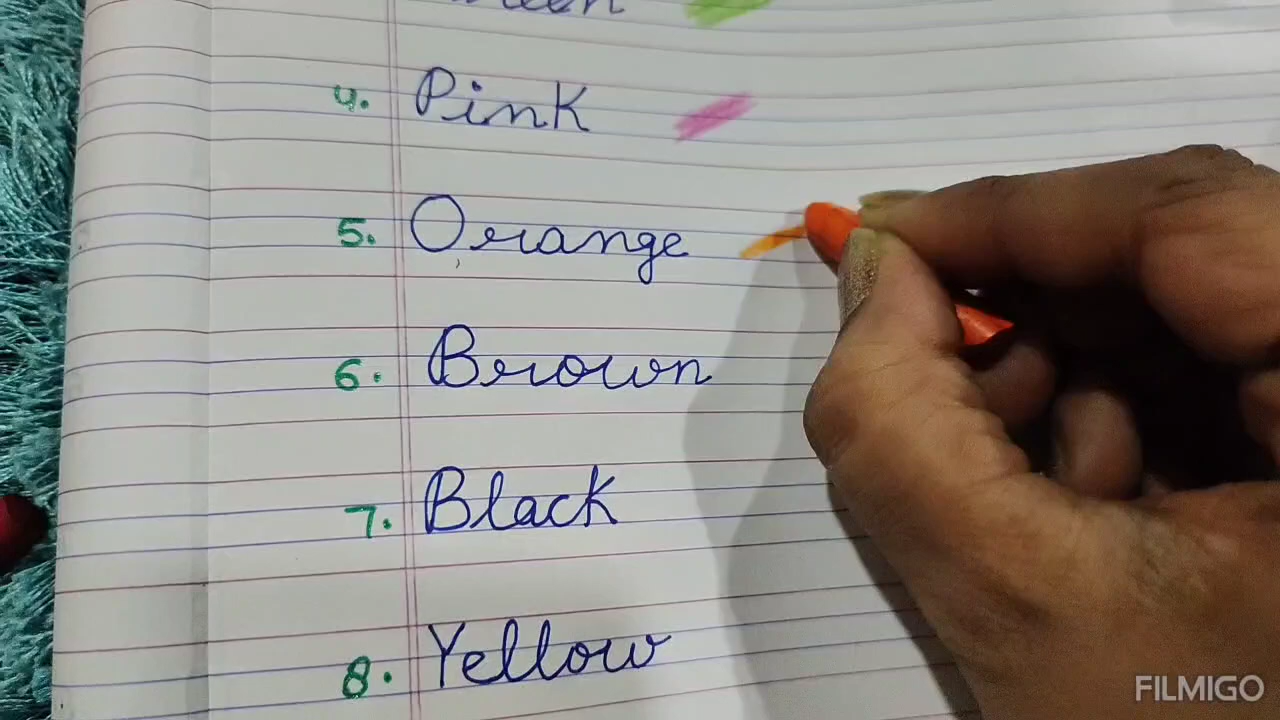 4. Pink
5. Orange
6. Brown
7. Black
8. Yellow
FILMIGO